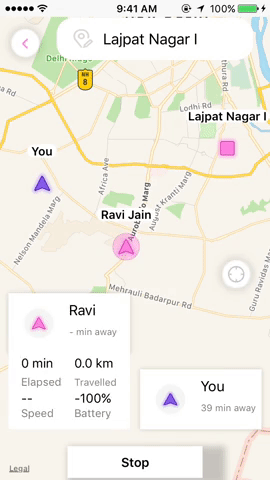 9:41 AM
100%
NEW DELHI
Lajpat Nagar I
Delhi
NH
8
Lodhi Rd
Lajpat Nagar I
You
Africa Ave
August Kranti Marg
Ravi Jain
Nelson Mandela Marg
Aurobindo Marg
Mehrauli Badarpur Rd
Guru Ravidas Marg
Ravi
- min away
0 min
0.0 km
Elapsed
Travelled
--
-100%
Speed
Battery
You
39 min away
Legal
Stop